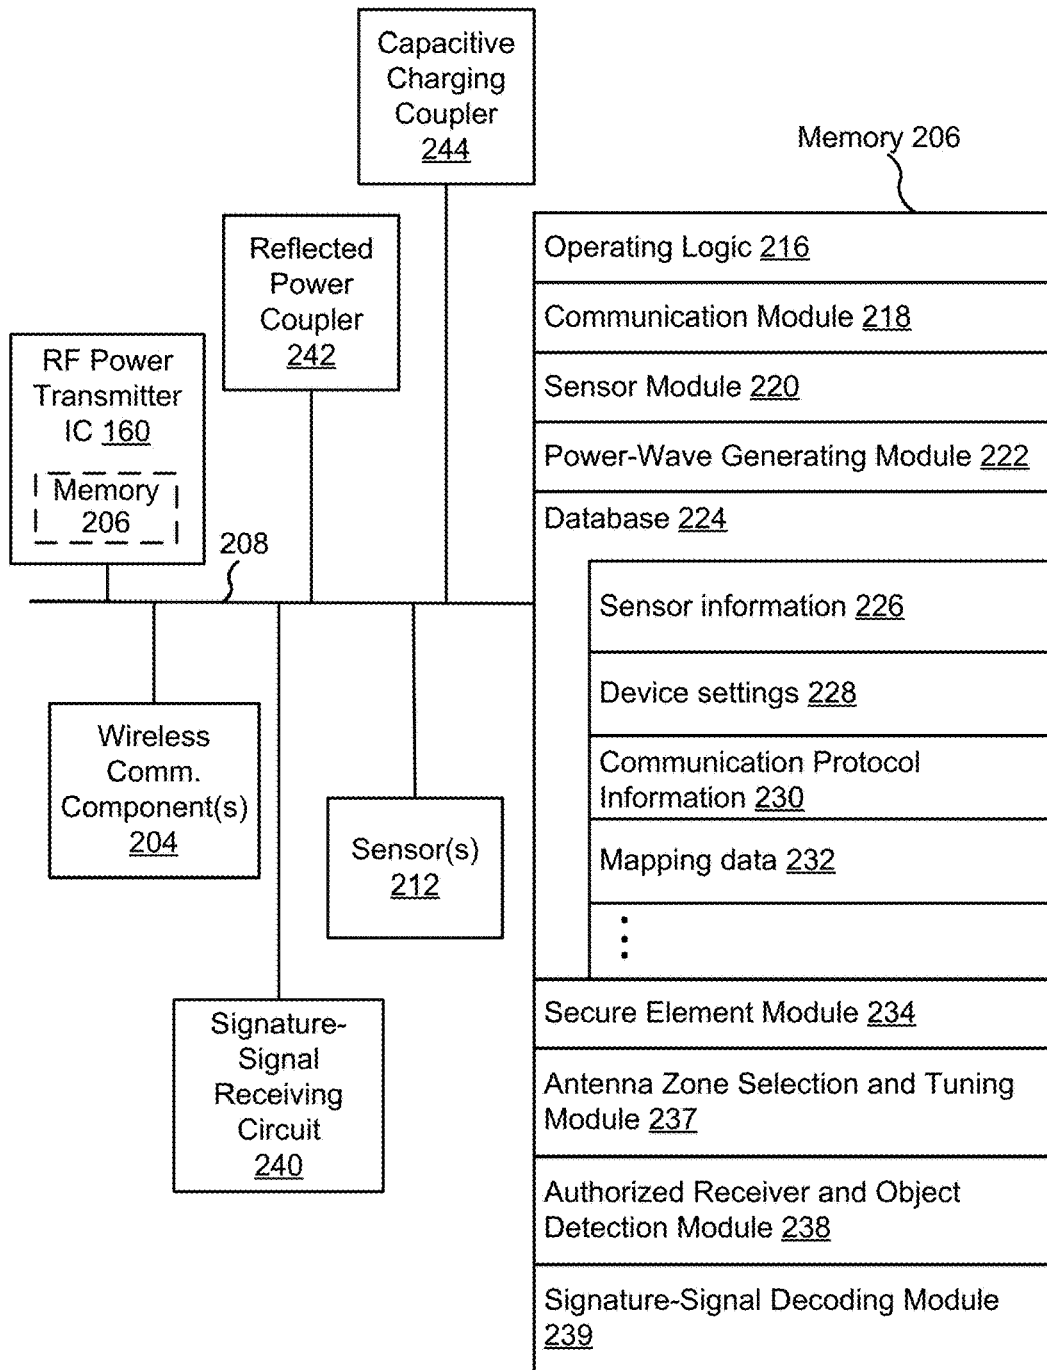 Capacitive
Charging
Coupler
244
Memory 206
Reflected
Power
Coupler
242
RF Power
Transmitter
IC 160
Memory
206
208
Wireless
Comm.
Component(s)
204
Sensor(s)
212
Signature-
Signal
Receiving
Circuit
240
Operating Logic 216
Communication Module 218
Sensor Module 220
Power-Wave Generating Module 222
Database 224
Sensor information 226
Device settings 228
Communication Protocol
Information 230
Mapping data 232
Secure Element Module 234
Antenna Zone Selection and Tuning
Module 237
Authorized Receiver and Object
Detection Module 238
Signature-Signal Decoding Module
239